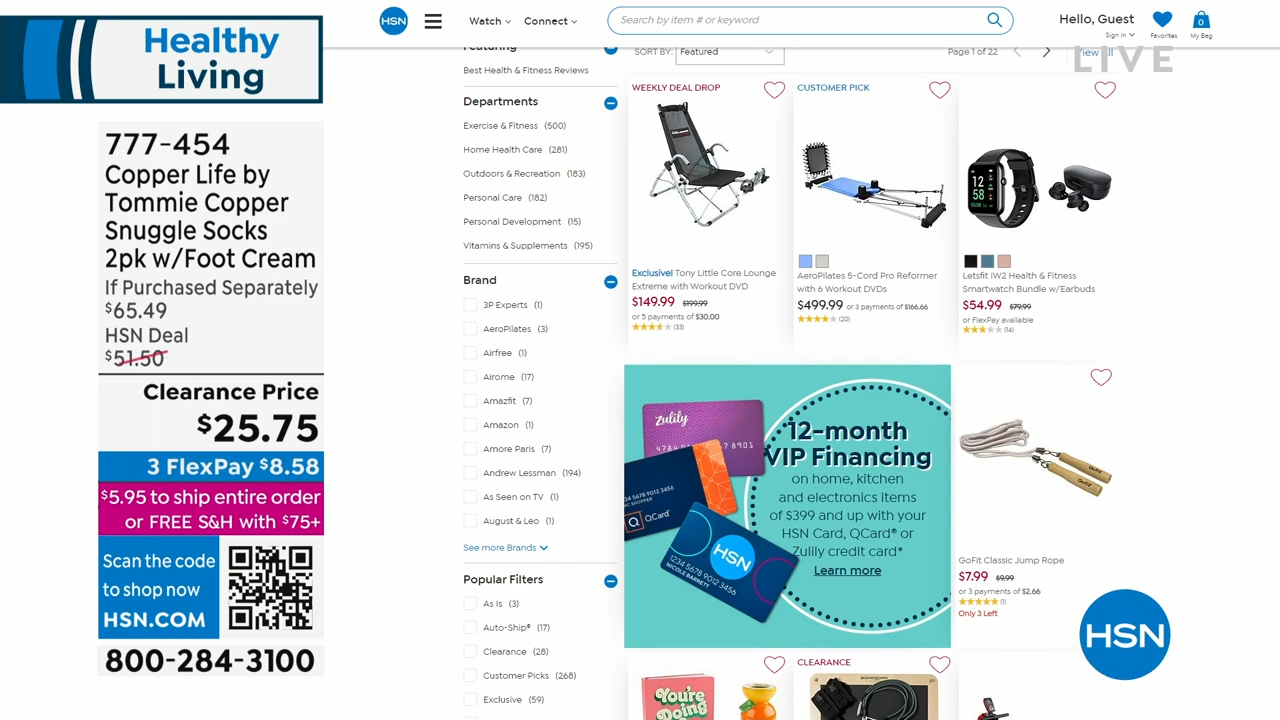 Healthy
Living
777-454
Copper Life by
Tommie Copper
Snuggle Socks
2pk w/Foot Cream
If Purchased Separately
$65.49
HSN Deal
$51.50
Clearance Price
$25.75
3 FlexPay $8.58
$5.95 to ship entire order
or FREE S&H with $75+
Scan the code
to shop now
HSN.COM
800-284-3100
HSN
Watch
Connect
Search by item # or keyword
Hello, Guest
Sign In
Favorites
0
My Bag
LIVE
Featuring
Best Health & Fitness Reviews
Departments
Exercise & Fitness (500)
Home Health Care (281)
Outdoors & Recreation (183)
Personal Care (182)
Personal Development (15)
Vitamins & Supplements (195)
Brand
3P Experts (1)
AeroPilates (3)
Airfree (1)
Airome (17)
Amazfit (7)
Amazon (1)
Amore Paris (7)
Andrew Lessman (194)
As Seen on TV (1)
August & Leo (1)
See more Brands
Popular Filters
As Is (3)
Auto-Ship® (17)
Clearance (28)
Customer Picks (268)
Exclusive (59)
SORT BY: Featured
Page 1 of 22
View All
WEEKLY DEAL DROP
Exclusive! Tony Little Core Lounge
Extreme with Workout DVD
$149.99 $199.99
or 5 payments of $30.00
(33)
CUSTOMER PICK
AeroPilates 5-Cord Pro Reformer
with 6 Workout DVDs
$499.99 or 3 payments of $166.66
(20)
12
58
Letsfit IW2 Health & Fitness
Smartwatch Bundle w/Earbuds
$54.99 $79.99
or FlexPay available
(14)
Zulily
QCard
HSN
1234 5678 9012 3456
NICOLE BARRETT
12-month
VIP Financing
on home, kitchen
and electronics items
of $399 and up with your
HSN Card, QCard® or
Zulily credit card*
Learn more
GoFit
GoFit Classic Jump Rope
$7.99 $9.99
or 3 payments of $2.66
(1)
Only 3 Left
HSN
You're
Doing
CLEARANCE